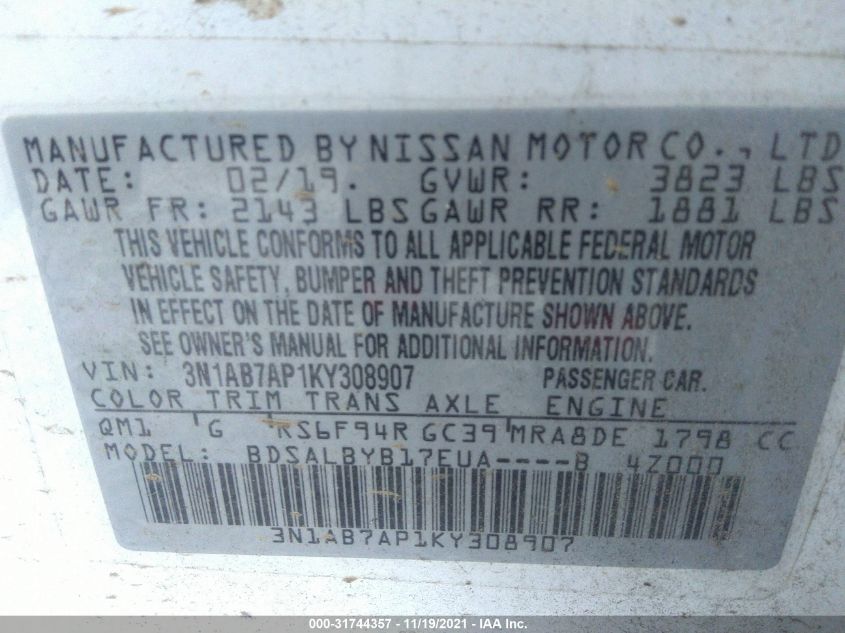 MANUFACTURED BY NISSAN MOTOR CO., LTD
DATE: 02/19. GVWR: 3823 LBS
GAWR FR: 2143 LBS GAWR RR: 1881 LBS
THIS VEHICLE CONFORMS TO ALL APPLICABLE FEDERAL MOTOR
VEHICLE SAFETY, BUMPER AND THEFT PREVENTION STANDARDS
IN EFFECT ON THE DATE OF MANUFACTURE SHOWN ABOVE.
SEE OWNER'S MANUAL FOR ADDITIONAL INFORMATION.
VIN: 3N1AB7AP1KY308907 PASSENGER CAR.
COLOR TRIM TRANS AXLE ENGINE
QM1 'G 'KS6F94R GC39'MRA8DE 1798 CC
MODEL: BDSALBYB17EUA----B 4Z000
3N1AB7AP1KY308907
000-31744357 - 11/19/2021 - IAA Inc.